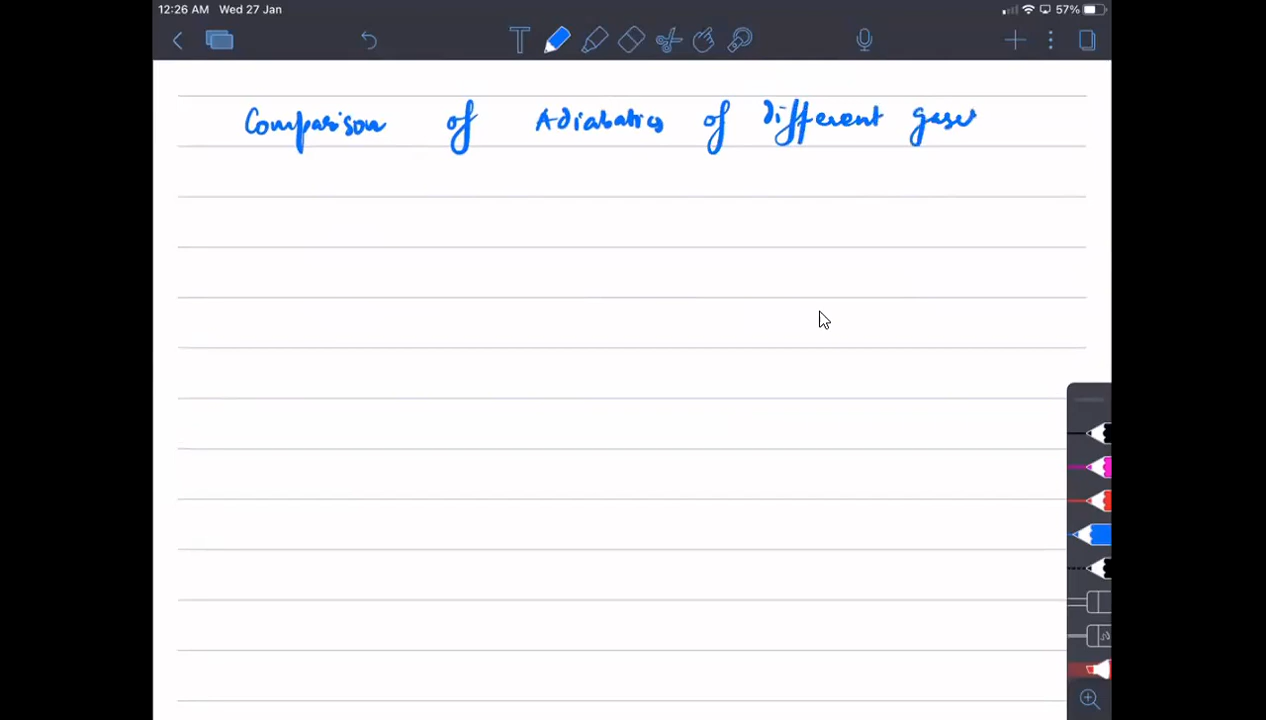 12:26 AM Wed 27 Jan 57%
T
Comparison of Adiabatics of different gases